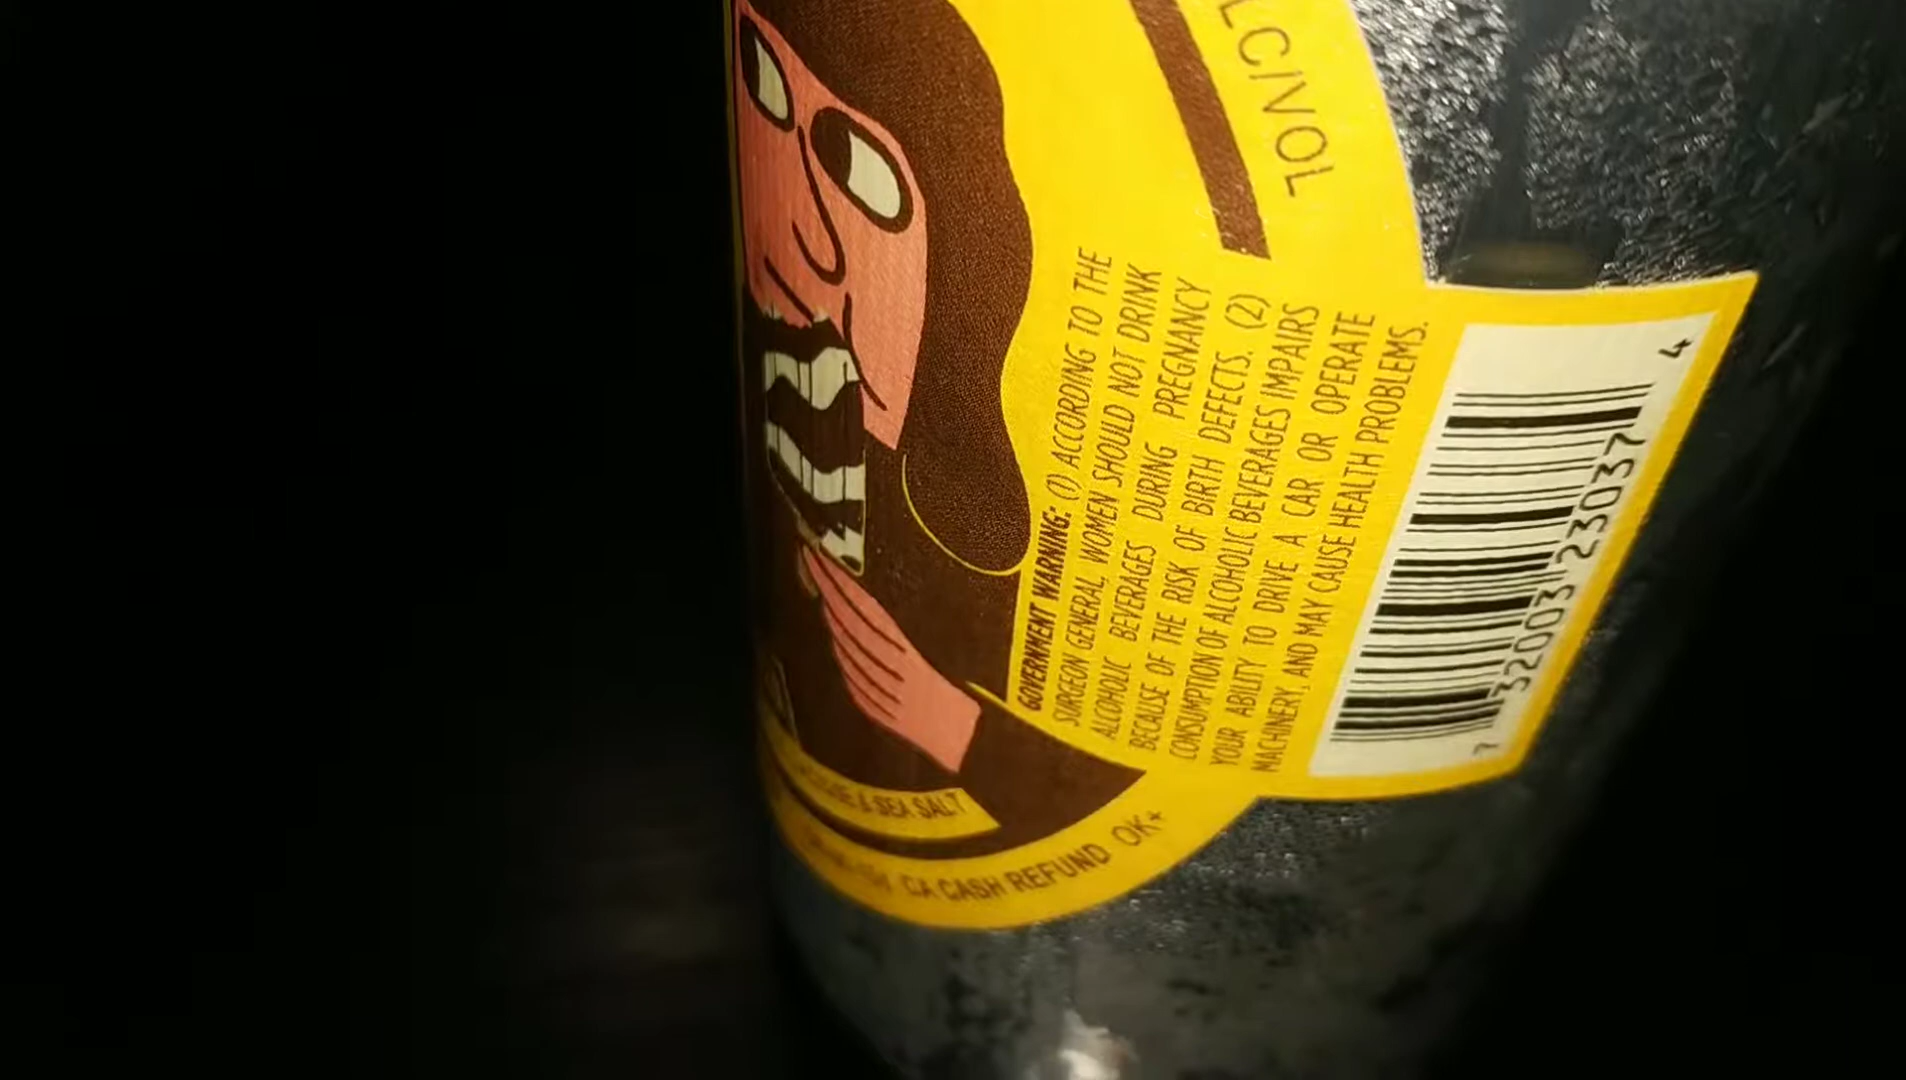 LC/VOL
GOVERNMENT WARNING: (1) ACCORDING TO THE
SURGEON GENERAL, WOMEN SHOULD NOT DRINK
ALCOHOLIC BEVERAGES DURING PREGNANCY
BECAUSE OF THE RISK OF BIRTH DEFECTS. (2)
CONSUMPTION OF ALCOHOLIC BEVERAGES IMPAIRS
YOUR ABILITY TO DRIVE A CAR OR OPERATE
MACHINERY, AND MAY CAUSE HEALTH PROBLEMS.
7 32003 23037 4
& SEA SALT
CA CASH REFUND OK+